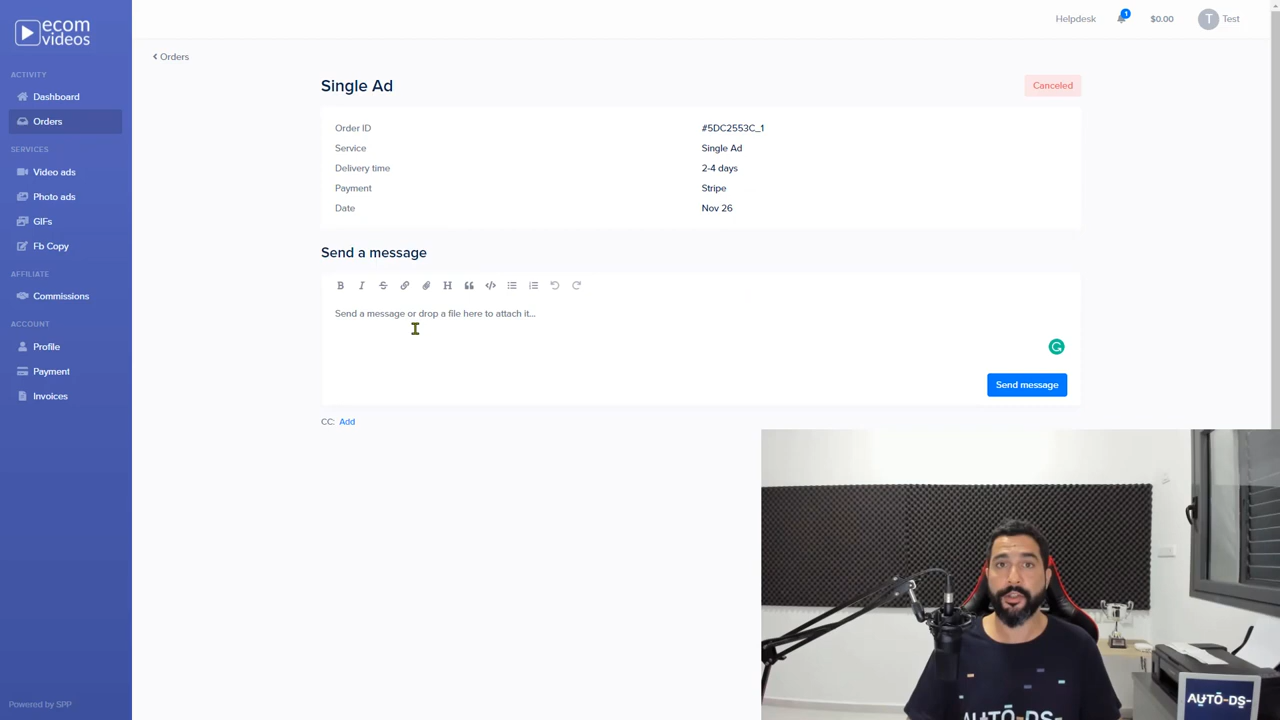 ecom
videos
Helpdesk
1
$0.00
T
Test
ACTIVITY
Dashboard
Orders
SERVICES
Video ads
Photo ads
GIFs
Fb Copy
AFFILIATE
Commissions
ACCOUNT
Profile
Payment
Invoices
Powered by SPP
Orders
Single Ad
Canceled
Order ID #5DC2553C_1
Service Single Ad
Delivery time 2-4 days
Payment Stripe
Date Nov 26
Send a message
B I S H
Send a message or drop a file here to attach it...
Send message
CC: Add
AUTO-DS-
AUTO-DS-